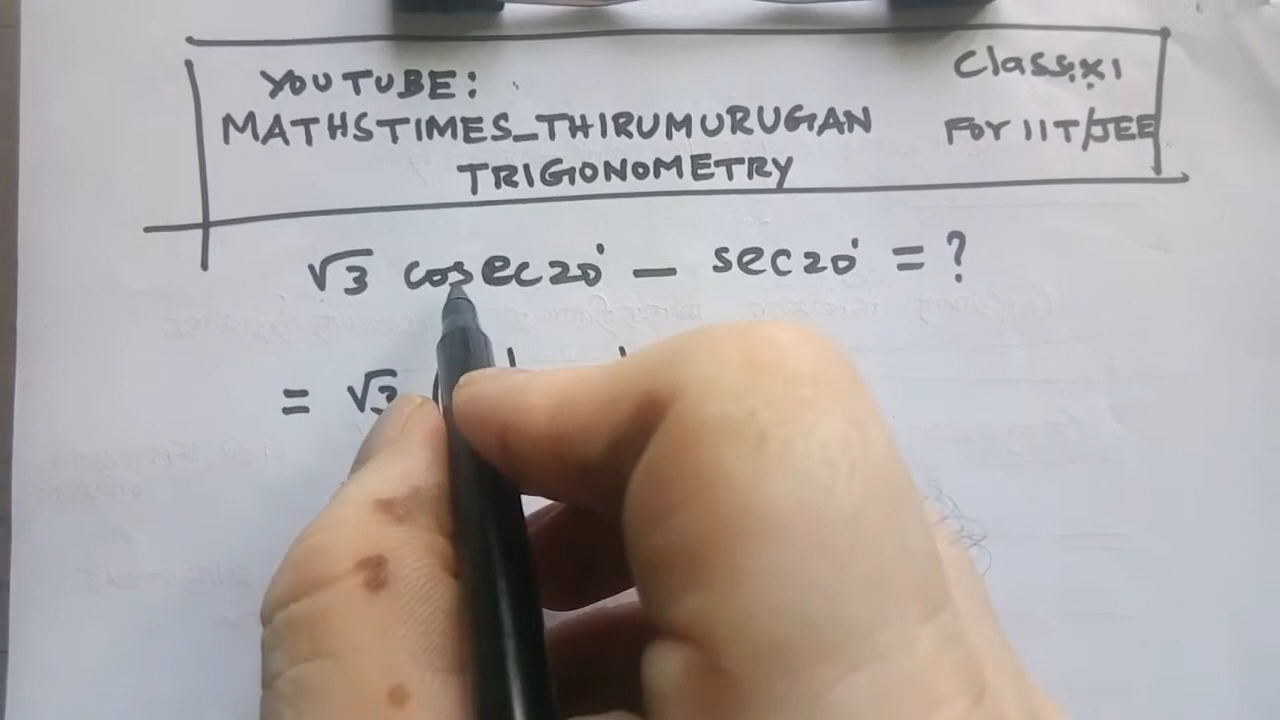 YOUTUBE:
MATHSTIMES_THIRUMURUGAN
TRIGONOMETRY
Class: XI
FOR IIT/JEE
√3 cosec20° – sec20° = ?
= √3